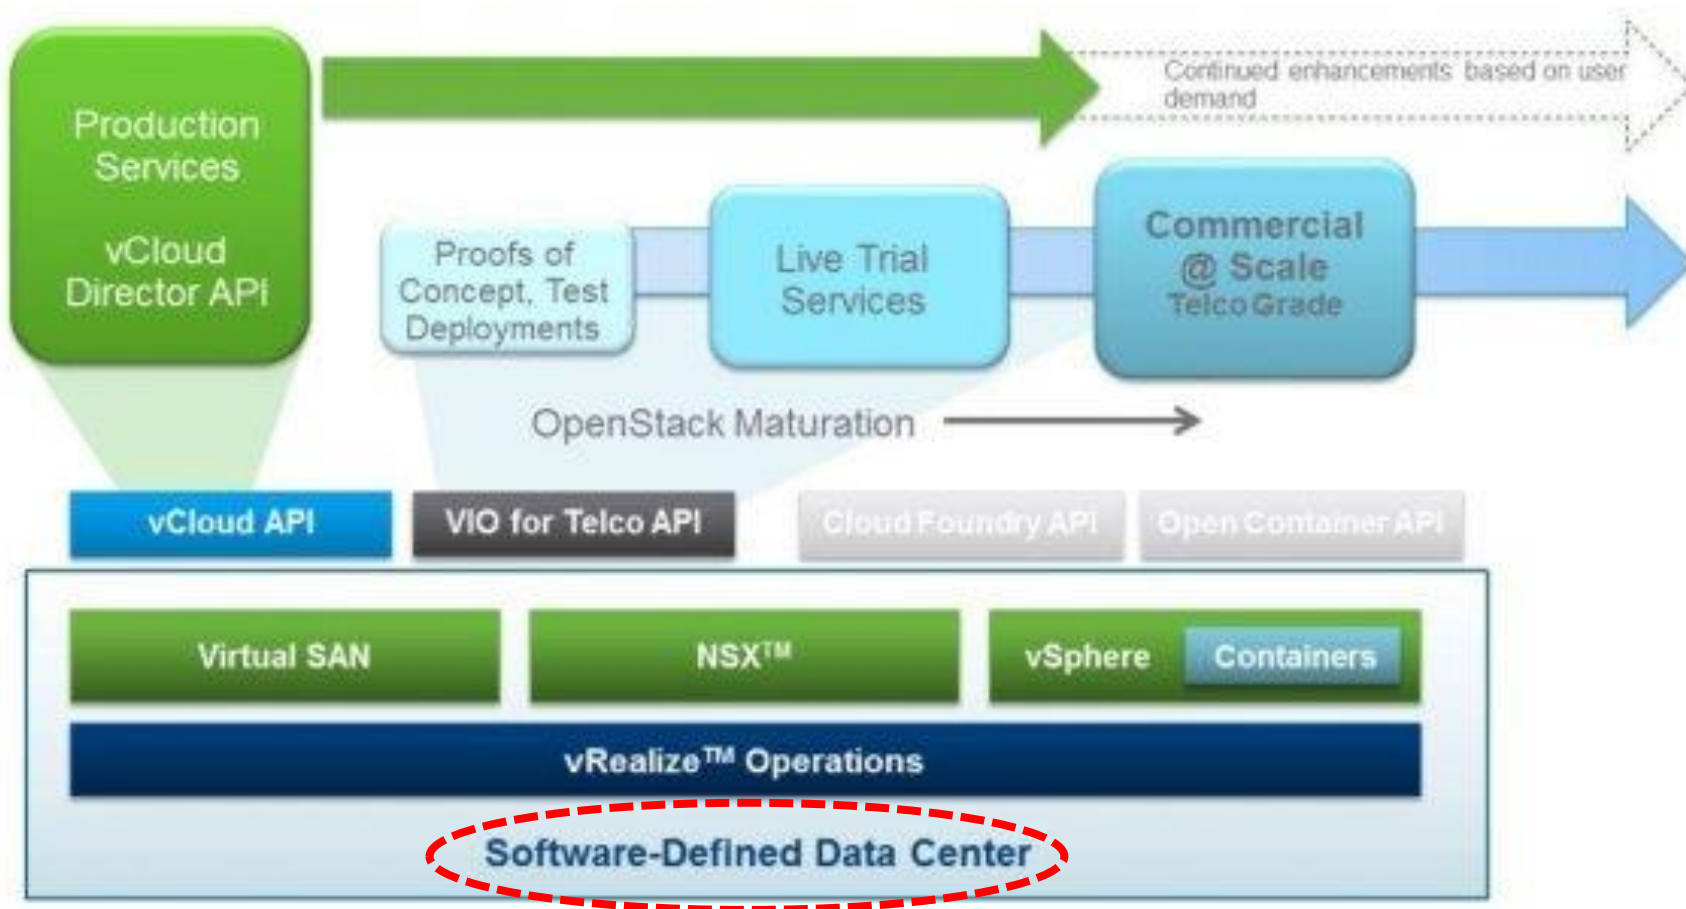 Production
Services
vCloud
Director API
Continued enhancements based on user
demand
Proofs of
Concept, Test
Deployments
Live Trial
Services
Commercial
@ Scale
Telco Grade
OpenStack Maturation
vCloud API
VIO for Telco API
Cloud Foundry API
Open Container API
Virtual SAN
NSX™
vSphere
Containers
vRealize™ Operations
Software-Defined Data Center